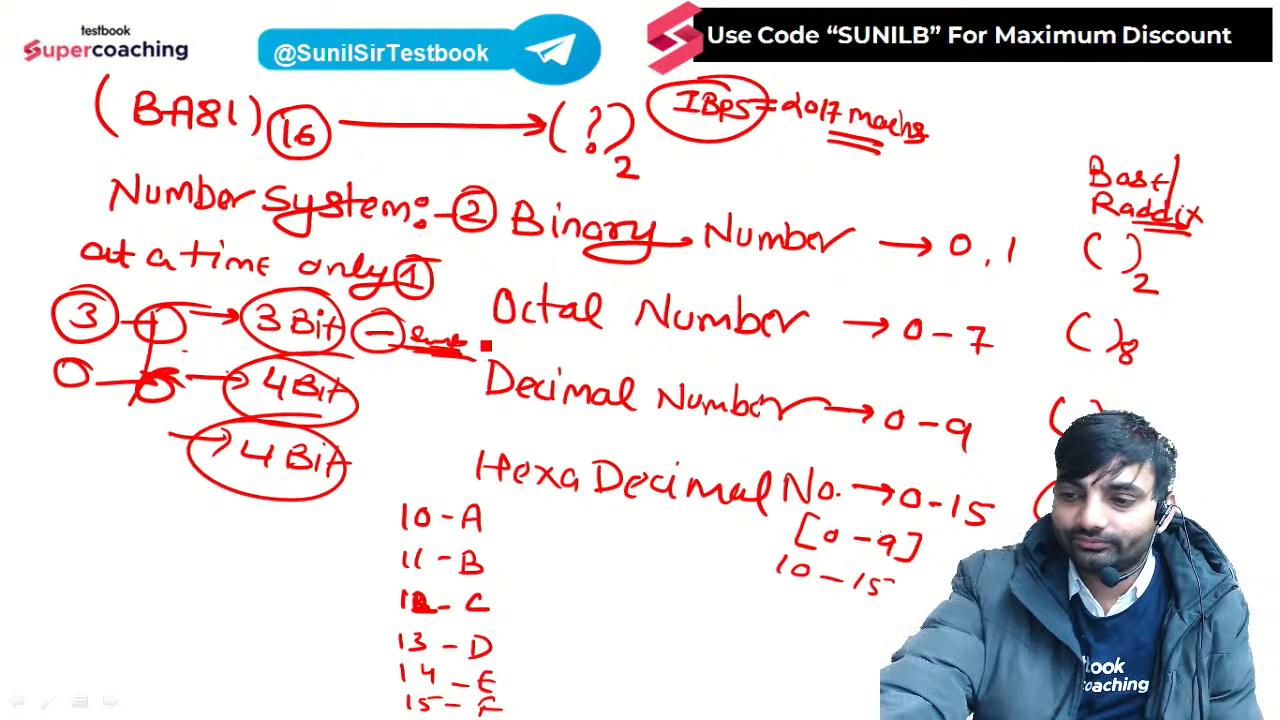 testbook
Supercoaching
@SunilSirTestbook
Use Code “SUNILB” For Maximum Discount
(BA81)16 → (?)2
IBPS = 2017 mains
Number System:- 2 Binary Number → 0, 1 ( )2
Base/
Raddix
at a time only 1
3 3 Bit -
Octal Number → 0-7 ( )8
0 → 4 Bit
Decimal Number → 0-9 (
→ 4 Bit
Hexa Decimal No. → 0-15 (
[0-9]
10-15
10-A
11-B
12-C
13-D
14-E
15-F
book
coaching